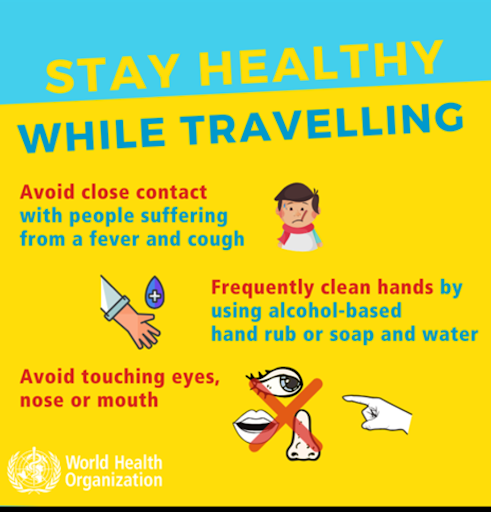 STAY HEALTHY
WHILE TRAVELLING
Avoid close contact
with people suffering
from a fever and cough
Frequently clean hands by
using alcohol-based
hand rub or soap and water
Avoid touching eyes,
nose or mouth
World Health
Organization